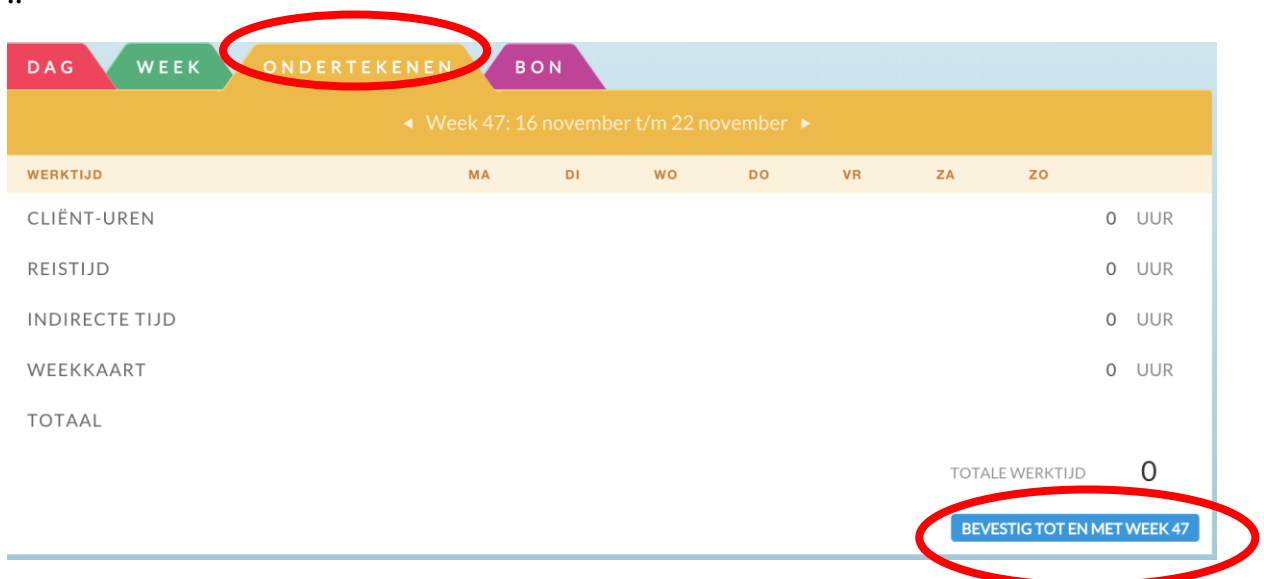 DAG WEEK ONDERTEKENEN BON
◄ Week 47: 16 november t/m 22 november ►
WERKTIJD MA DI WO DO VR ZA ZO
CLIËNT-UREN 0 UUR
REISTIJD 0 UUR
INDIRECTE TIJD 0 UUR
WEEKKAART 0 UUR
TOTAAL
TOTALE WERKTIJD 0
BEVESTIG TOT EN MET WEEK 47